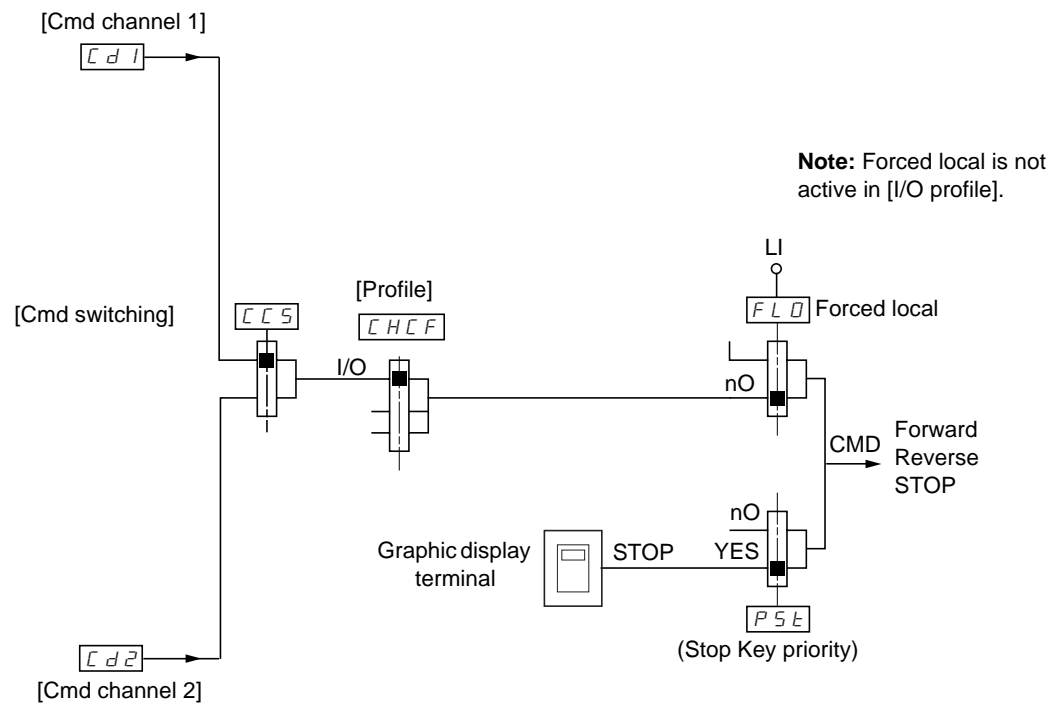 [Cmd channel 1]
Cd1
Note: Forced local is not
active in [I/O profile].
LI
[Profile]
[Cmd switching]
CCS
CHCF
FLO Forced local
I/O
nO
CMD
Forward
Reverse
STOP
nO
Graphic display
terminal
STOP
YES
PSt
(Stop Key priority)
Cd2
[Cmd channel 2]